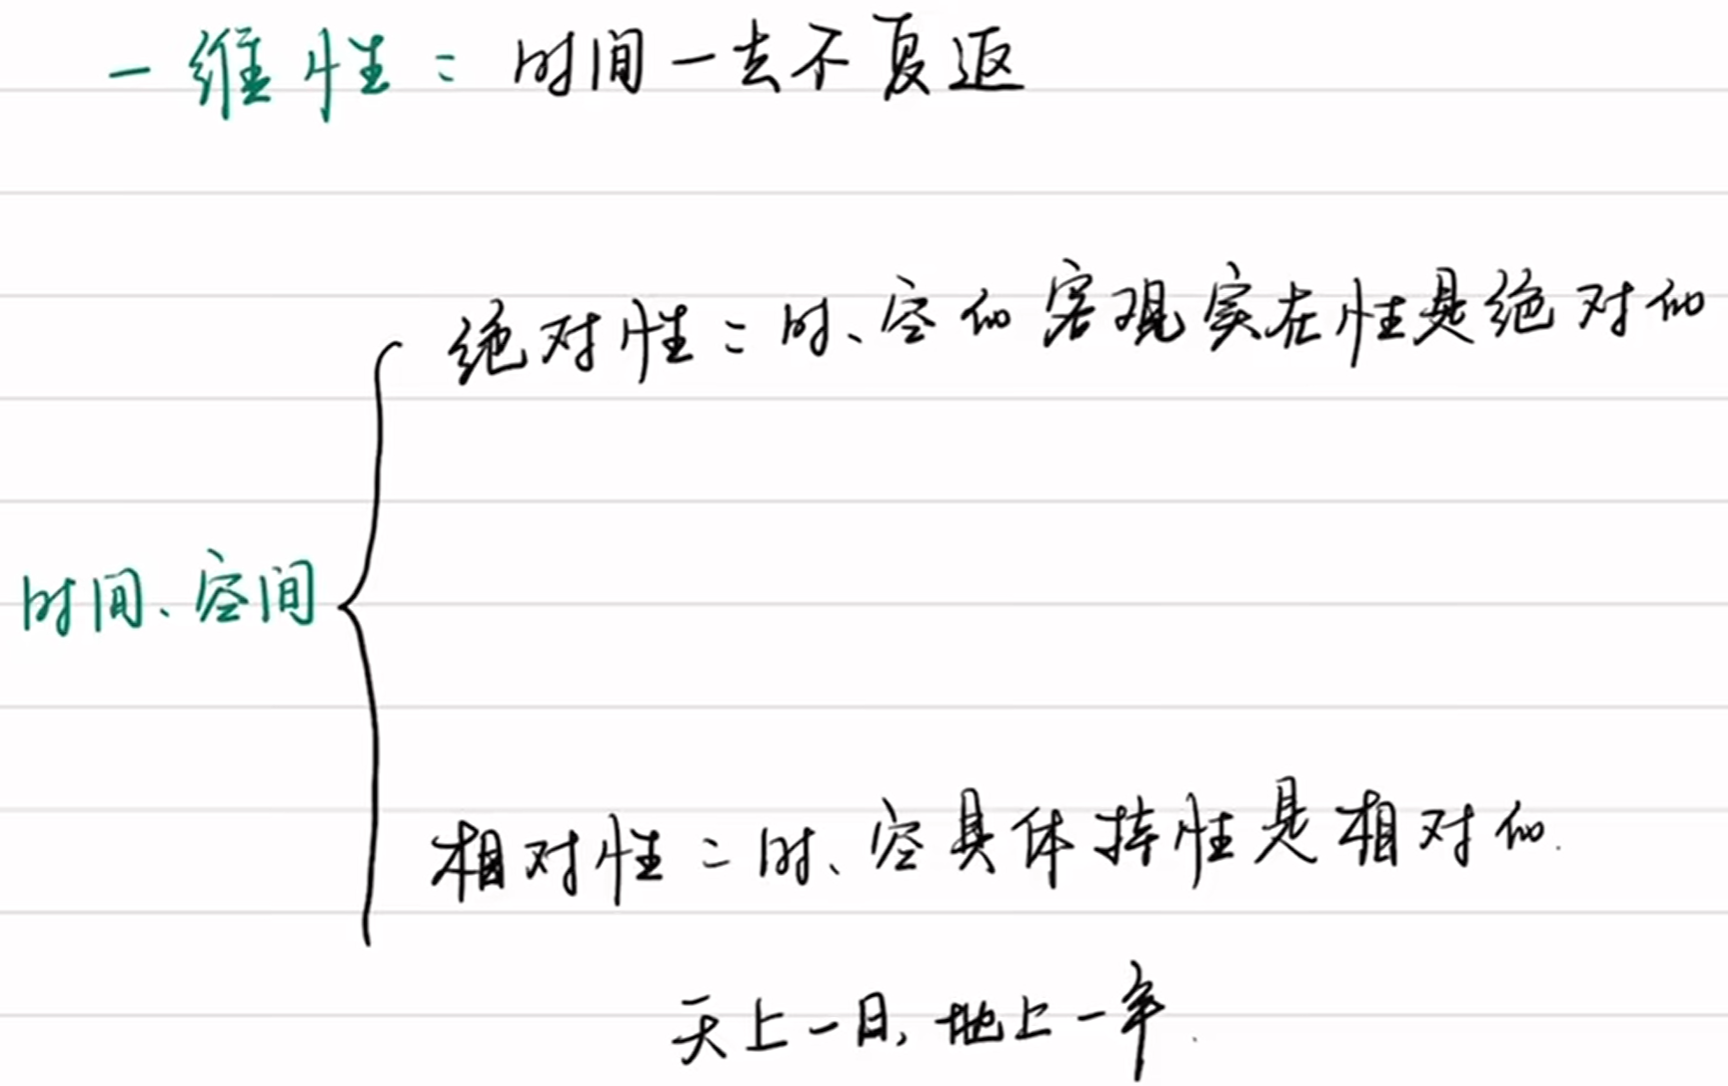 一维性：时间一去不复返
绝对性：时、空的客观实在性是绝对的
时间、空间
相对性：时、空具体特性是相对的.
天上一日，地上一年.